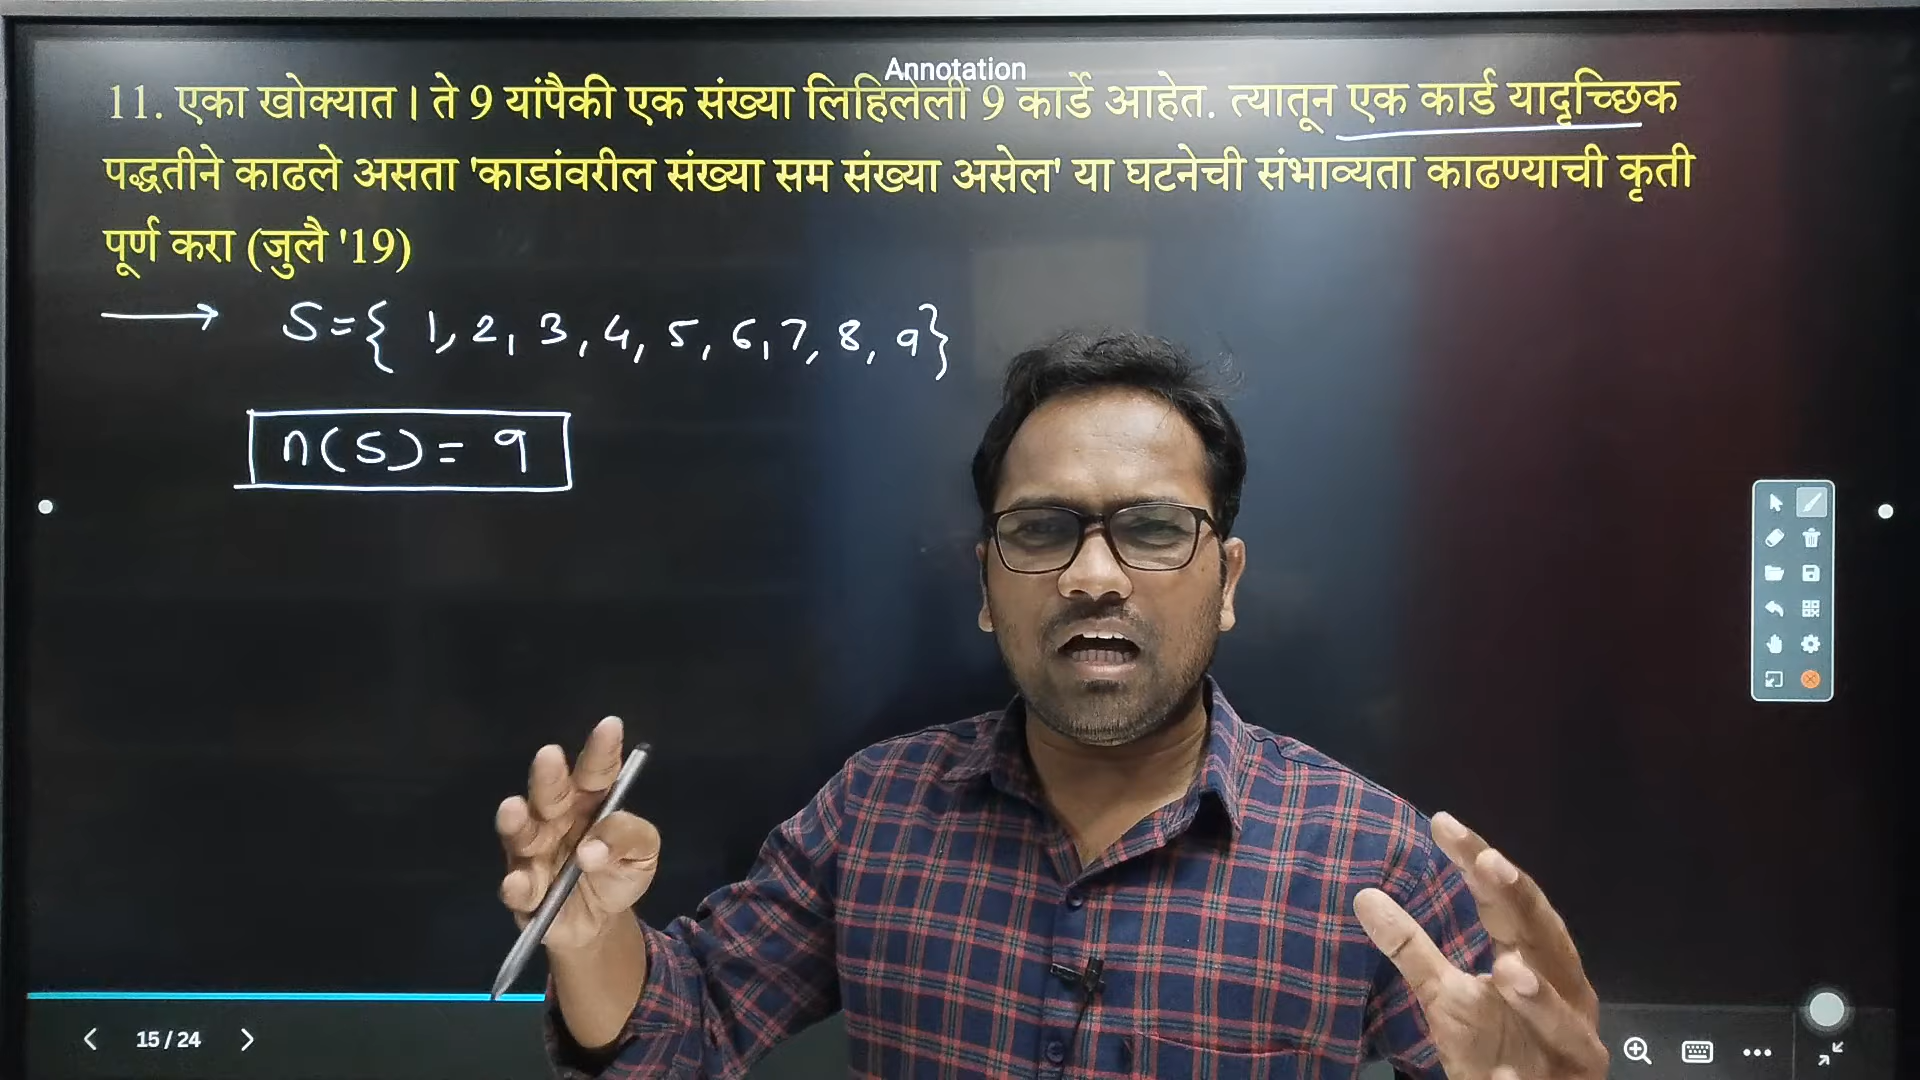 Annotation
11. एका खोक्यात । ते 9 यांपैकी एक संख्या लिहिलेली 9 कार्डे आहेत. त्यातून एक कार्ड यादृच्छिक
पद्धतीने काढले असता 'काडांवरील संख्या सम संख्या असेल' या घटनेची संभाव्यता काढण्याची कृती
पूर्ण करा (जुलै '19)
→ S={ 1, 2, 3, 4, 5, 6, 7, 8, 9}
n(S) = 9
15 / 24